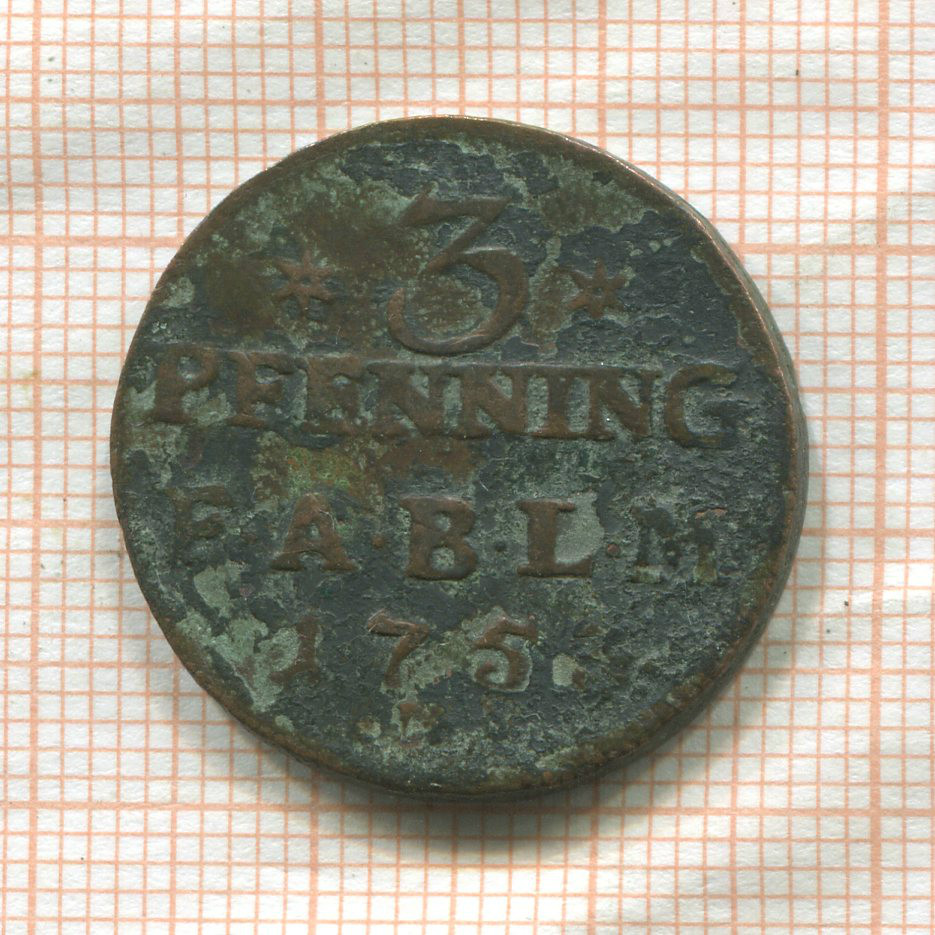 * 3 *
PFENNING
F·A·B·L·M
175